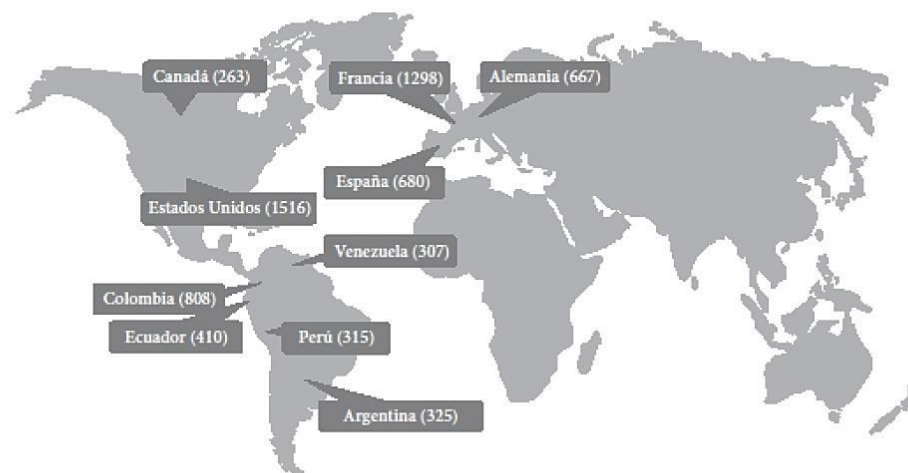 Canadá (263)
Francia (1298)
Alemania (667)
España (680)
Estados Unidos (1516)
Venezuela (307)
Colombia (808)
Ecuador (410)
Perú (315)
Argentina (325)